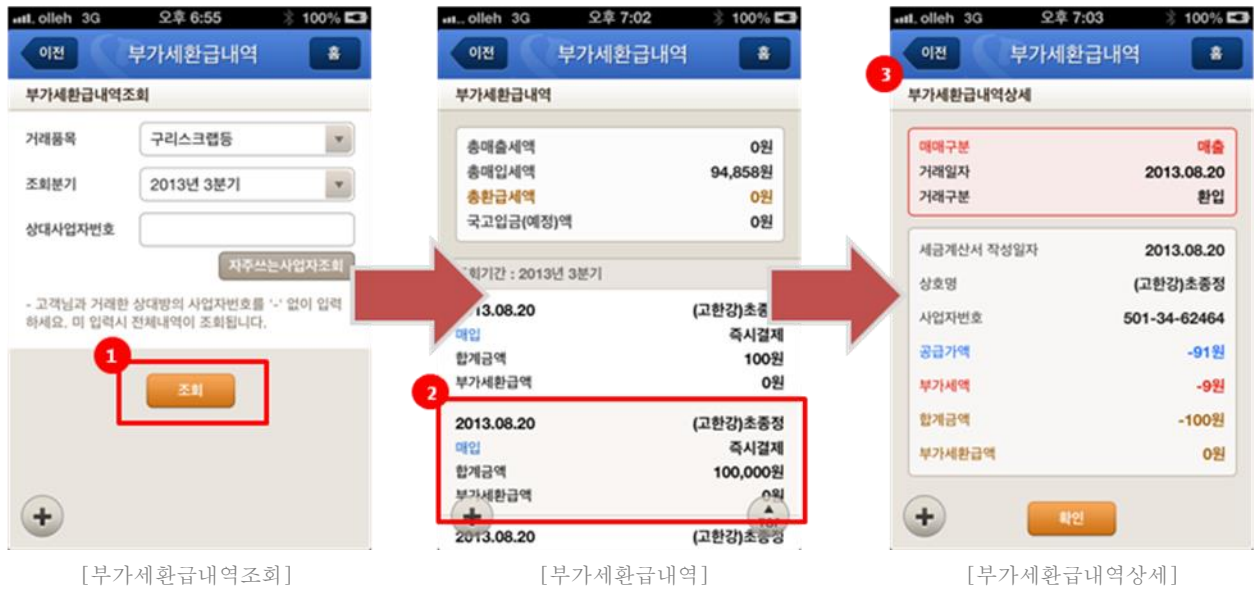 olleh 3G 오후 6:55 100%
이전 부가세환급내역 홈
부가세환급내역조회
거래품목 구리스크랩등
조회분기 2013년 3분기
상대사업자번호
자주쓰는사업자조회
- 고객님과 거래한 상대방의 사업자번호를 '-' 없이 입력
하세요. 미 입력시 전체내역이 조회됩니다.
1
조회
[부가세환급내역조회]
olleh 3G 오후 7:02 100%
이전 부가세환급내역 홈
부가세환급내역
총매출세액 0원
총매입세액 94,858원
총환급세액 0원
국고입금(예정)액 0원
: 2013년 3분기
13.08.20 (고한강)초종
매입 즉시결제
합계금액 100원
부가세환급액 0원
2
2013.08.20 (고한강)초종정
매입 즉시결제
합계금액 100,000원
부가세환급액 0원
TOP
2013.08.20 (고한강)초종정
[부가세환급내역]
olleh 3G 오후 7:03 100%
이전 부가세환급내역 홈
3
부가세환급내역상세
매매구분 매출
거래일자 2013.08.20
거래구분 환입
세금계산서 작성일자 2013.08.20
상호명 (고한강)초종정
사업자번호 501-34-62464
공급가액 -91원
부가세액 -9원
합계금액 -100원
부가세환급액 0원
확인
[부가세환급내역상세]